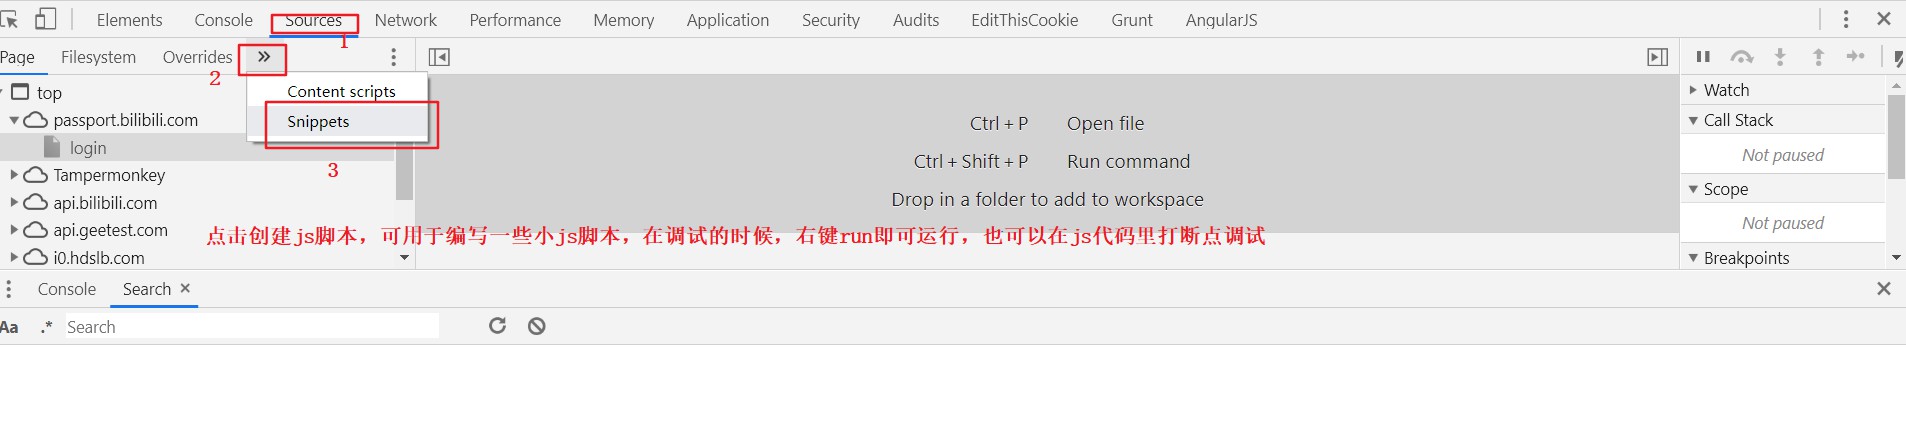 Elements Console Sources Network Performance Memory Application Security Audits EditThisCookie Grunt AngularJS
1
Page Filesystem Overrides
2
top
Content scripts
passport.bilibili.com
Snippets
login
3
Tampermonkey
api.bilibili.com
api.geetest.com
i0.hdslb.com
Ctrl + P Open file
Ctrl + Shift + P Run command
Drop in a folder to add to workspace
点击创建js脚本，可用于编写一些小js脚本，在调试的时候，右键run即可运行，也可以在js代码里打断点调试
Watch
Call Stack
Not paused
Scope
Not paused
Breakpoints
Console Search
Aa .* Search